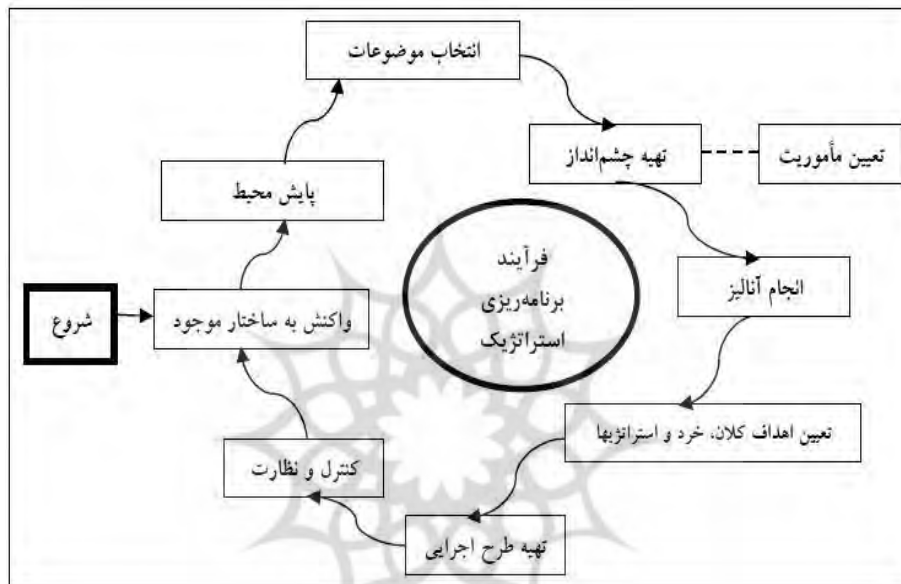 انتخاب موضوعات
تهیه چشم‌انداز
تعیین مأموریت
پایش محیط
فرآیند
برنامه‌ریزی
استراتژیک
انجام آنالیز
شروع
واکنش به ساختار موجود
تعیین اهداف کلان، خرد و استراتژیها
کنترل و نظارت
تهیه طرح اجرایی